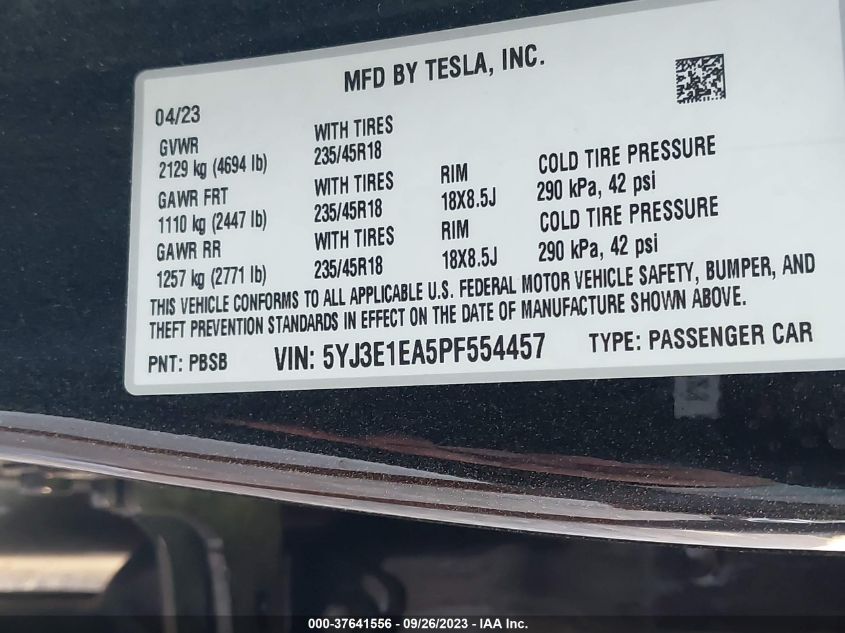 MFD BY TESLA, INC.
04/23
GVWR
2129 kg (4694 lb)
WITH TIRES
235/45R18
GAWR FRT
1110 kg (2447 lb)
WITH TIRES
235/45R18
RIM
18X8.5J
COLD TIRE PRESSURE
290 kPa, 42 psi
GAWR RR
1257 kg (2771 lb)
WITH TIRES
235/45R18
RIM
18X8.5J
COLD TIRE PRESSURE
290 kPa, 42 psi
THIS VEHICLE CONFORMS TO ALL APPLICABLE U.S. FEDERAL MOTOR VEHICLE SAFETY, BUMPER, AND
THEFT PREVENTION STANDARDS IN EFFECT ON THE DATE OF MANUFACTURE SHOWN ABOVE.
PNT: PBSB VIN: 5YJ3E1EA5PF554457 TYPE: PASSENGER CAR
000-37641556 - 09/26/2023 - IAA Inc.